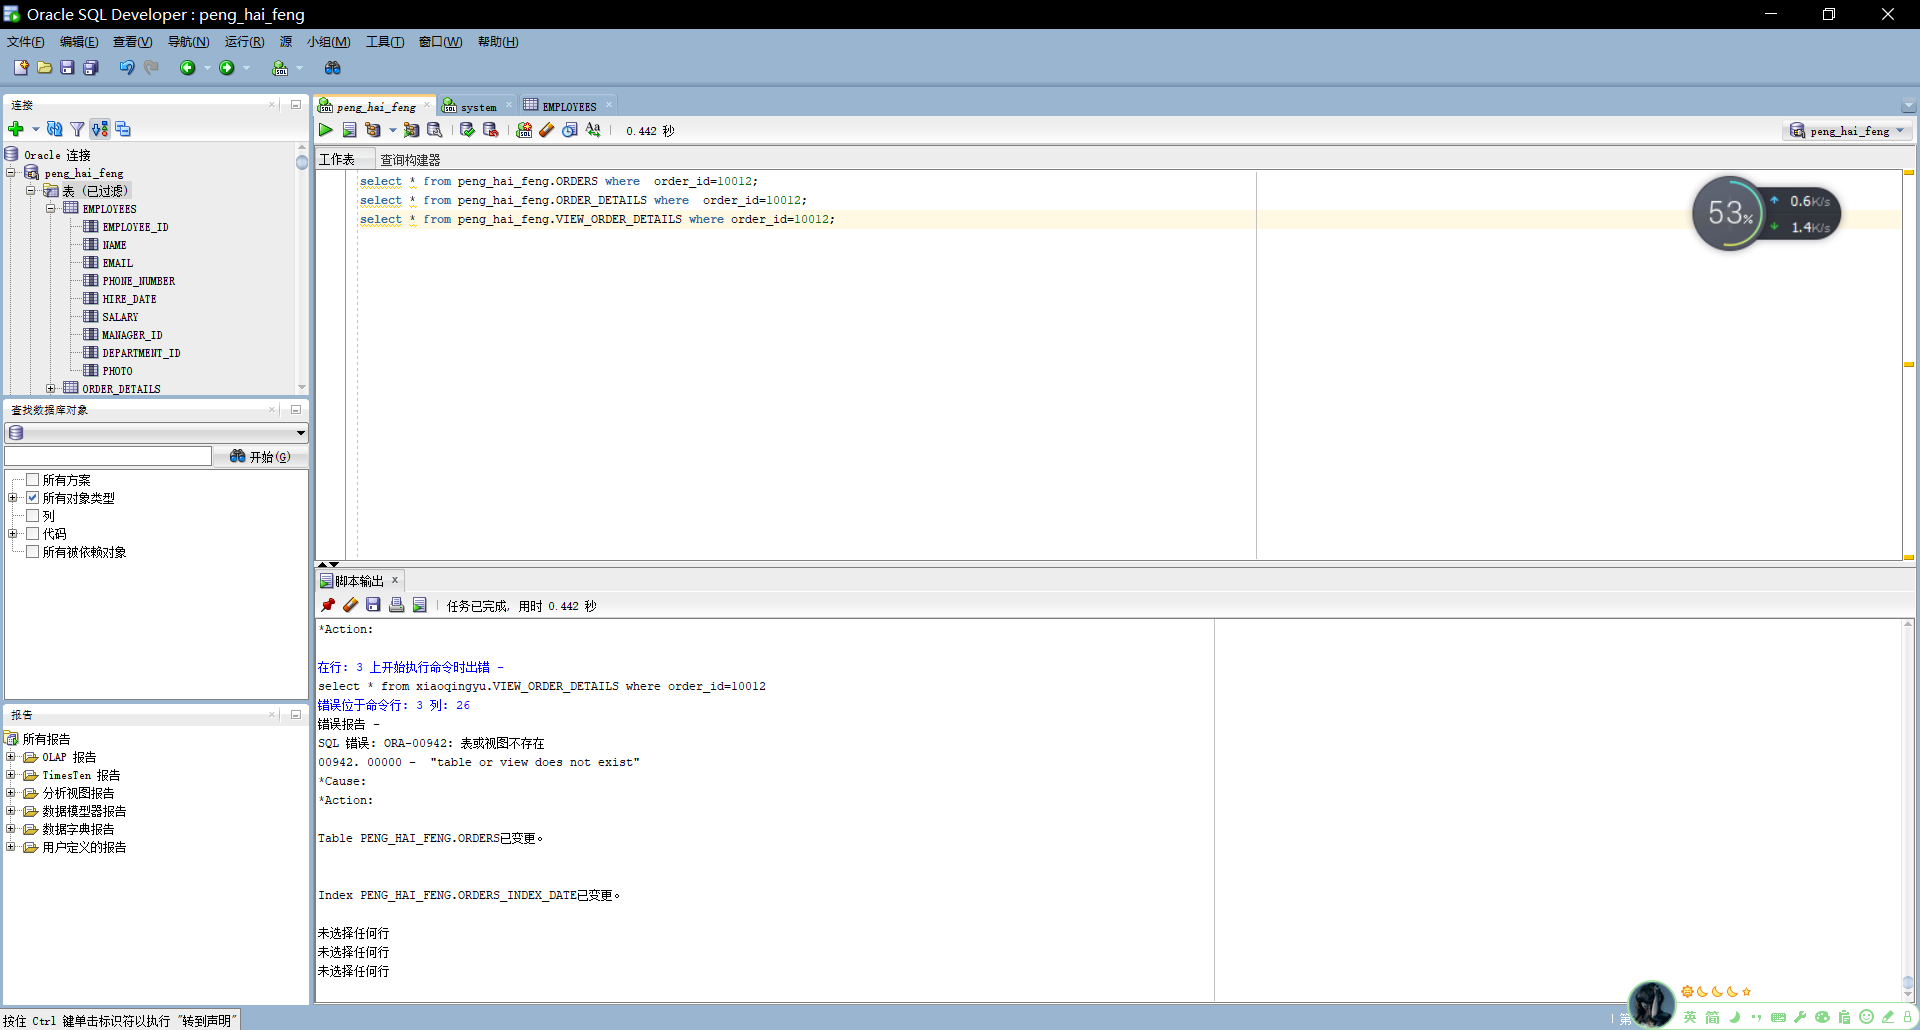 Oracle SQL Developer : peng_hai_feng
文件(F) 编辑(E) 查看(V) 导航(N) 运行(R) 源 小组(M) 工具(T) 窗口(W) 帮助(H)
连接
Oracle 连接
peng_hai_feng
表 (已过滤)
EMPLOYEES
EMPLOYEE_ID
NAME
EMAIL
PHONE_NUMBER
HIRE_DATE
SALARY
MANAGER_ID
DEPARTMENT_ID
PHOTO
ORDER_DETAILS
查找数据库对象
开始(G)
所有方案
所有对象类型
列
代码
所有被依赖对象
报告
所有报告
OLAP 报告
TimesTen 报告
分析视图报告
数据模型器报告
数据字典报告
用户定义的报告
peng_hai_feng system EMPLOYEES
0.442 秒
peng_hai_feng
工作表 查询构建器
select * from peng_hai_feng.ORDERS where  order_id=10012;
select * from peng_hai_feng.ORDER_DETAILS where  order_id=10012;
select * from peng_hai_feng.VIEW_ORDER_DETAILS where order_id=10012;
53%
0.6K/s
1.4K/s
脚本输出
任务已完成, 用时 0.442 秒
*Action:
在行: 3 上开始执行命令时出错 -
select * from xiaoqingyu.VIEW_ORDER_DETAILS where order_id=10012
错误位于命令行: 3 列: 26
错误报告 -
SQL 错误: ORA-00942: 表或视图不存在
00942. 00000 -  "table or view does not exist"
*Cause:
*Action:
Table PENG_HAI_FENG.ORDERS已变更。
Index PENG_HAI_FENG.ORDERS_INDEX_DATE已变更。
未选择任何行
未选择任何行
未选择任何行
按住 Ctrl 键单击标识符以执行 "转到声明"
第
英 简